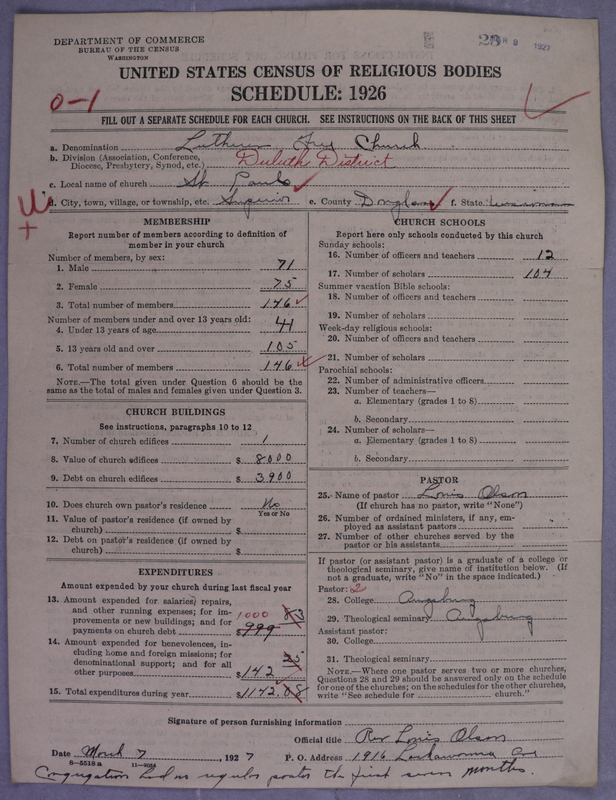 DEPARTMENT OF COMMERCE
BUREAU OF THE CENSUS
WASHINGTON
28 R 9 1927
UNITED STATES CENSUS OF RELIGIOUS BODIES
SCHEDULE: 1926
0-1
FILL OUT A SEPARATE SCHEDULE FOR EACH CHURCH. SEE INSTRUCTIONS ON THE BACK OF THIS SHEET
a. Denomination Lutheran Free Church
b. Division (Association, Conference, Diocese, Presbytery, Synod, etc.) Duluth District
c. Local name of church St. Pauls
d. City, town, village, or township, etc. Superior e. County Douglas f. State Wisconsin
W
+
MEMBERSHIP
Report number of members according to definition of member in your church
Number of members, by sex:
1. Male 71
2. Female 75
3. Total number of members 146
Number of members under and over 13 years old:
4. Under 13 years of age 41
5. 13 years old and over 105
6. Total number of members 146
NOTE.—The total given under Question 6 should be the same as the total of males and females given under Question 3.
CHURCH BUILDINGS
See instructions, paragraphs 10 to 12
7. Number of church edifices 1
8. Value of church edifices $ 8000
9. Debt on church edifices $ 3900
10. Does church own pastor's residence No
Yes or No
11. Value of pastor's residence (if owned by church) $
12. Debt on pastor's residence (if owned by church) $
EXPENDITURES
Amount expended by your church during last fiscal year
13. Amount expended for salaries, repairs, and other running expenses; for improvements or new buildings; and for payments on church debt 1000 $999 83
14. Amount expended for benevolences, including home and foreign missions; for denominational support; and for all other purposes $142 25
15. Total expenditures during year $1142.08
CHURCH SCHOOLS
Report here only schools conducted by this church
Sunday schools:
16. Number of officers and teachers 12
17. Number of scholars 104
Summer vacation Bible schools:
18. Number of officers and teachers
19. Number of scholars
Week-day religious schools:
20. Number of officers and teachers
21. Number of scholars
Parochial schools:
22. Number of administrative officers
23. Number of teachers—
a. Elementary (grades 1 to 8)
b. Secondary
24. Number of scholars—
a. Elementary (grades 1 to 8)
b. Secondary
PASTOR
25. Name of pastor Louis Olson
(If church has no pastor, write "None")
26. Number of ordained ministers, if any, employed as assistant pastors
27. Number of other churches served by the pastor or his assistants
If pastor (or assistant pastor) is a graduate of a college or theological seminary, give name of institution below. (If not a graduate, write "No" in the space indicated.)
Pastor: 2
28. College Augsburg
29. Theological seminary Augsburg
Assistant pastor:
30. College
31. Theological seminary
NOTE.—Where one pastor serves two or more churches, Questions 28 and 29 should be answered only on the schedule for one of the churches; on the schedules for the other churches, write "See schedule for church."
Signature of person furnishing information
Official title Rev Louis Olson
Date March 7, 1927 P. O. Address 1916 Lackawanna Ave
8—5518 a
Congregation had no regular pastor the first seven months.